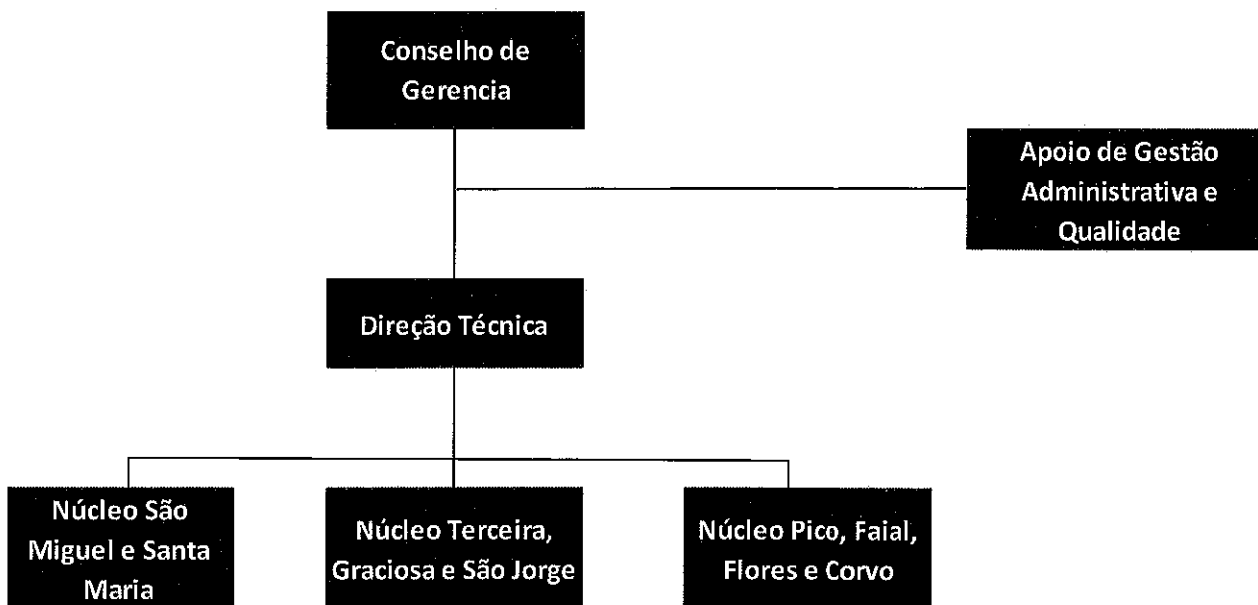 Conselho de
Gerencia
Apoio de Gestão
Administrativa e
Qualidade
Direção Técnica
Núcleo São
Miguel e Santa
Maria
Núcleo Terceira,
Graciosa e São Jorge
Núcleo Pico, Faial,
Flores e Corvo